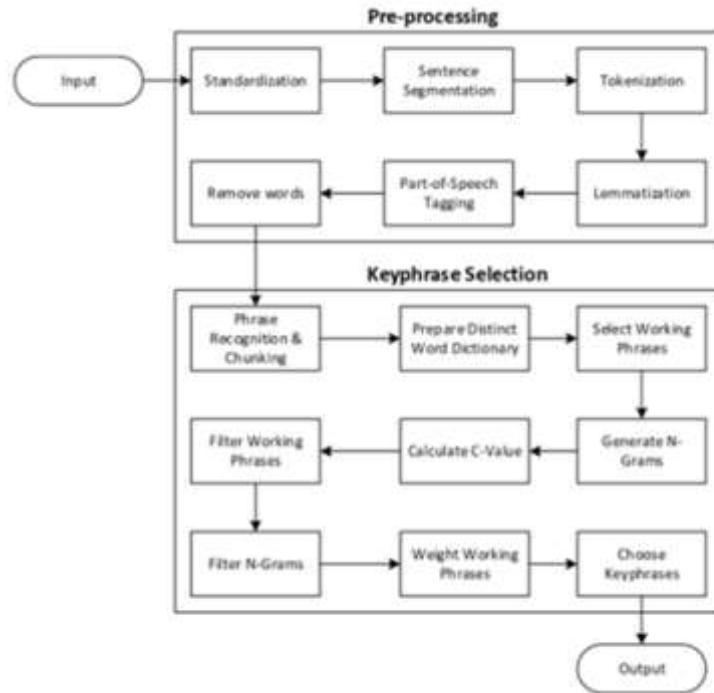 Pre-processing
Input
Standardization
Sentence
Segmentation
Tokenization
Remove words
Part-of-Speech
Tagging
Lemmatization
Keyphrase Selection
Phrase
Recognition &
Chunking
Prepare Distinct
Word Dictionary
Select Working
Phrases
Filter Working
Phrases
Calculate C-Value
Generate N-
Grams
Filter N-Grams
Weight Working
Phrases
Choose
Keyphrases
Output